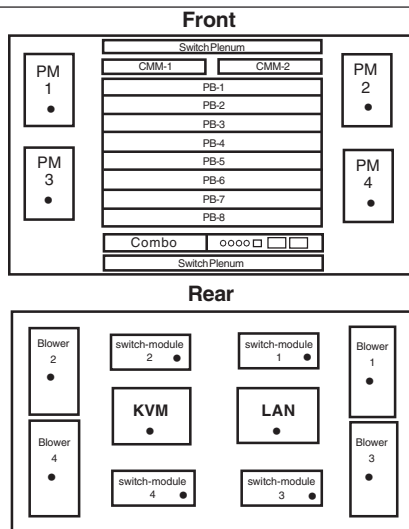 Front
Switch Plenum
CMM-1
CMM-2
PM
1
PM
2
PB-1
PB-2
PB-3
PB-4
PB-5
PB-6
PB-7
PB-8
PM
3
PM
4
Combo
Switch Plenum
Rear
Blower
2
switch-module
2
switch-module
1
Blower
1
KVM
LAN
Blower
4
Blower
3
switch-module
4
switch-module
3